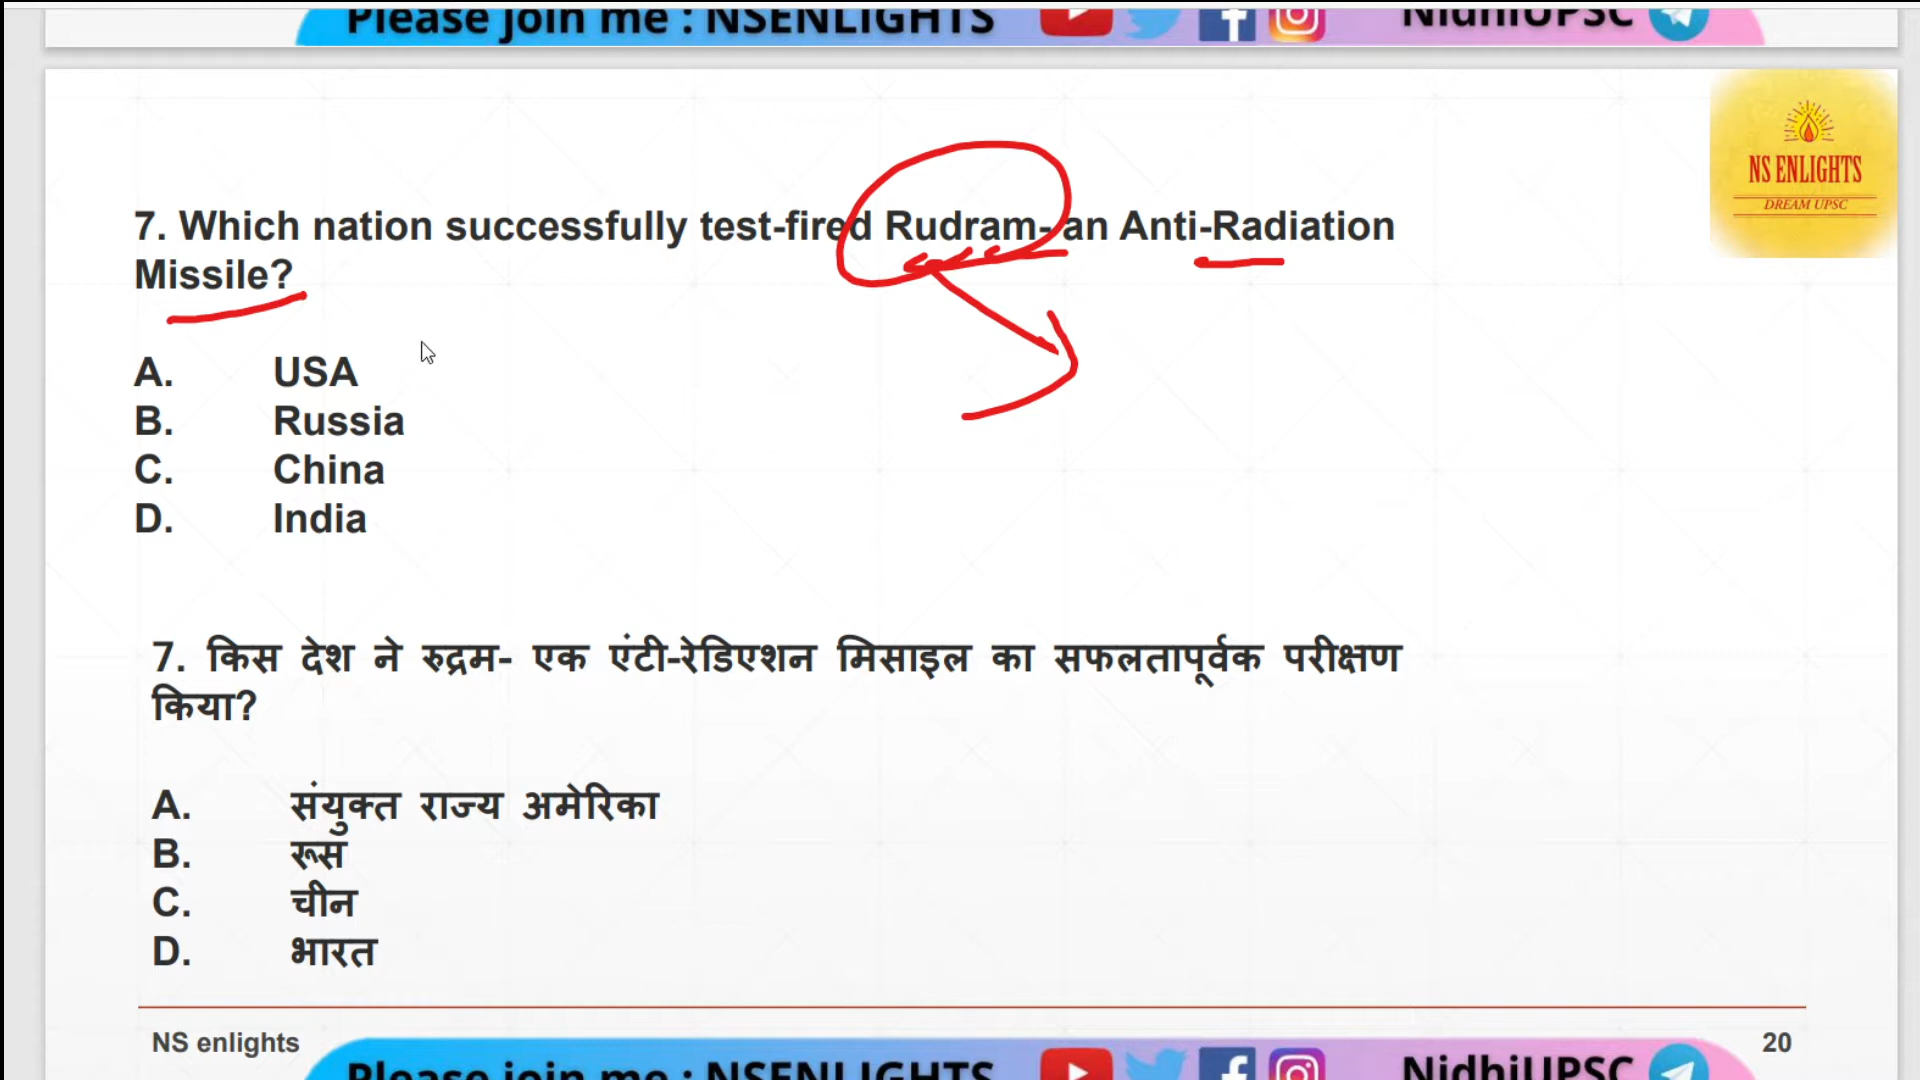 Please join me : NSENLIGHTS
NidhiUPSC
NS ENLIGHTS
DREAM UPSC
7. Which nation successfully test-fired Rudram- an Anti-Radiation
Missile?
A. USA
B. Russia
C. China
D. India
7. किस देश ने रुद्रम- एक एंटी-रेडिएशन मिसाइल का सफलतापूर्वक परीक्षण
किया?
A. संयुक्त राज्य अमेरिका
B. रूस
C. चीन
D. भारत
NS enlights
20
Please join me : NSENLIGHTS
NidhiUPSC